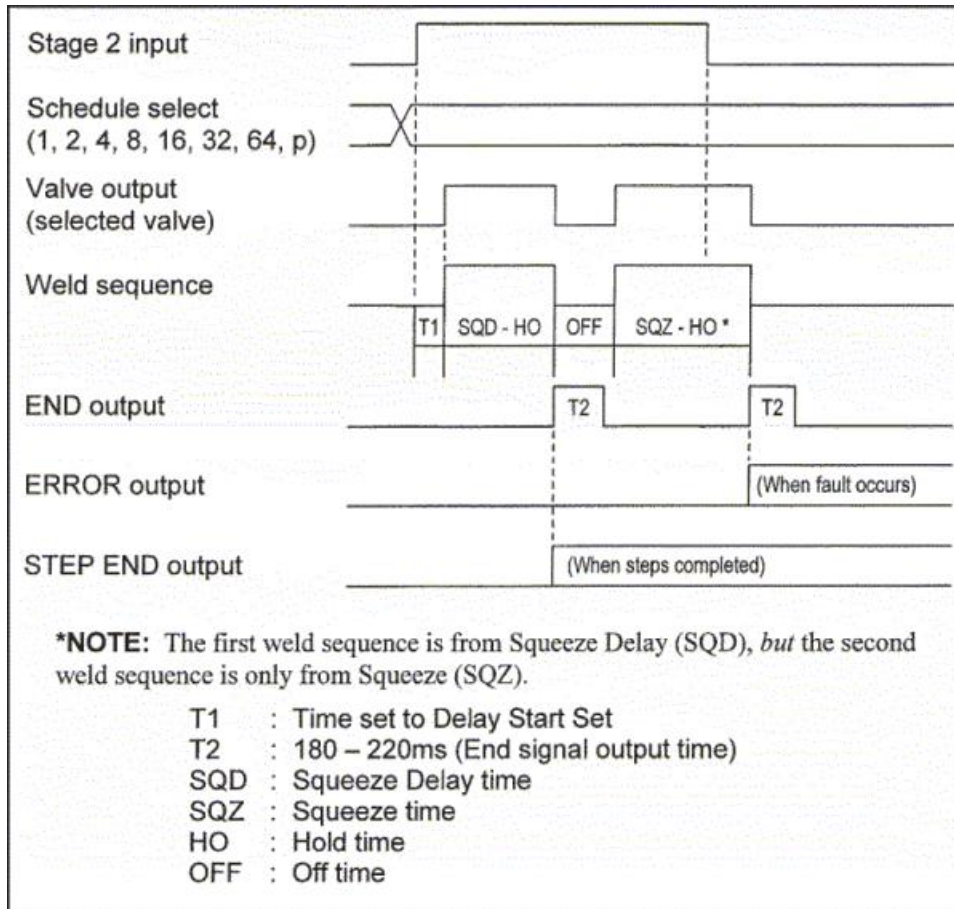 Stage 2 input
Schedule select
(1, 2, 4, 8, 16, 32, 64, p)
Valve output
(selected valve)
Weld sequence
T1 SQD - HO OFF SQZ - HO *
END output
T2 T2
ERROR output
(When fault occurs)
STEP END output
(When steps completed)
*NOTE: The first weld sequence is from Squeeze Delay (SQD), but the second
weld sequence is only from Squeeze (SQZ).
T1 : Time set to Delay Start Set
T2 : 180 – 220ms (End signal output time)
SQD : Squeeze Delay time
SQZ : Squeeze time
HO : Hold time
OFF : Off time